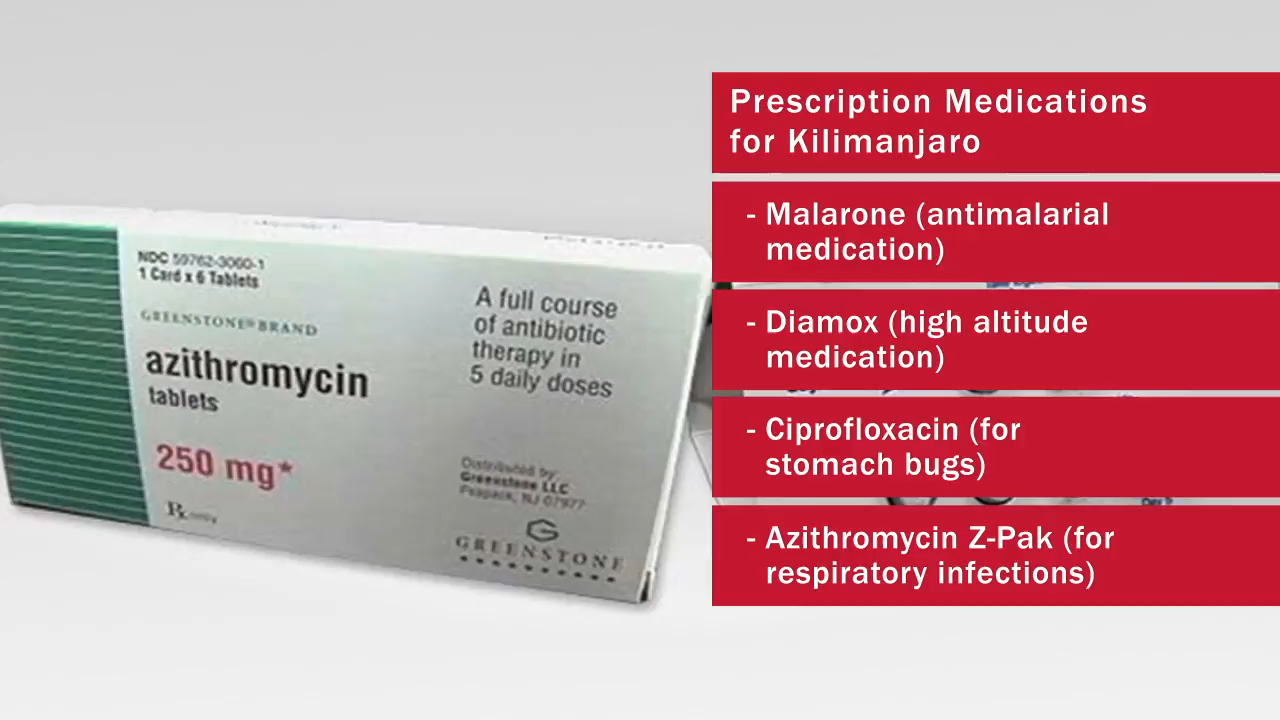 Prescription Medications
for Kilimanjaro
- Malarone (antimalarial
medication)
- Diamox (high altitude
medication)
- Ciprofloxacin (for
stomach bugs)
- Azithromycin Z-Pak (for
respiratory infections)
NDC 59762-3060-1
1 Card x 6 Tablets
GREENSTONE® BRAND
azithromycin
tablets
250 mg*
Rx only
A full course
of antibiotic
therapy in
5 daily doses
Distributed by:
Greenstone LLC
Peapack, NJ 07977
GREENSTONE